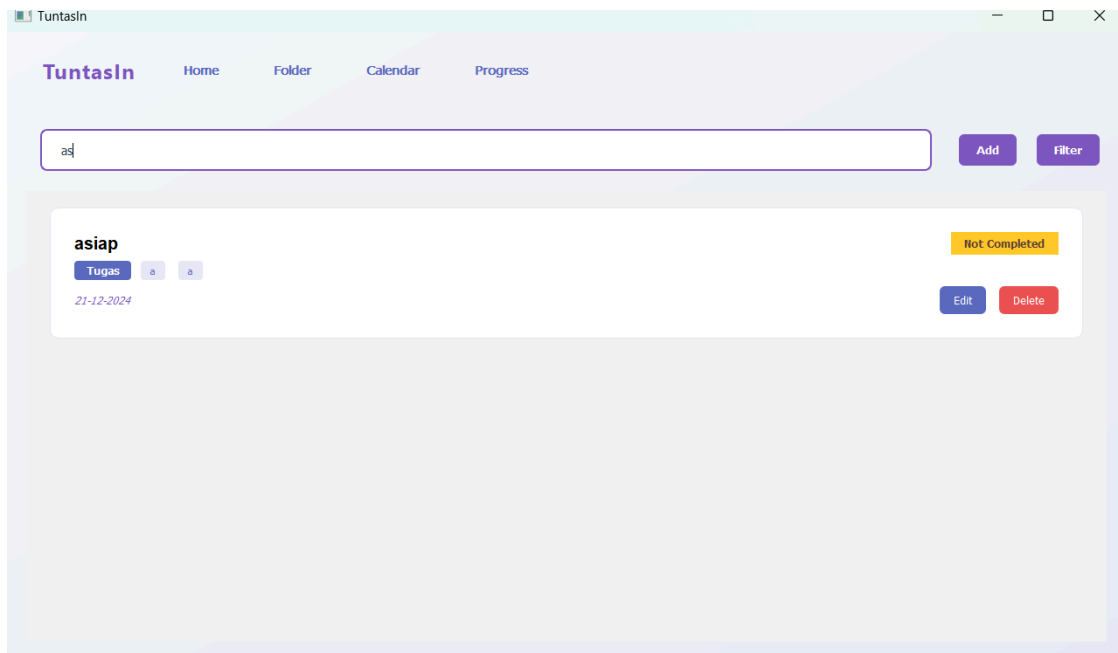 TuntasIn
TuntasIn Home Folder Calendar Progress
as Add Filter
asiap Not Completed
Tugas a a
21-12-2024 Edit Delete